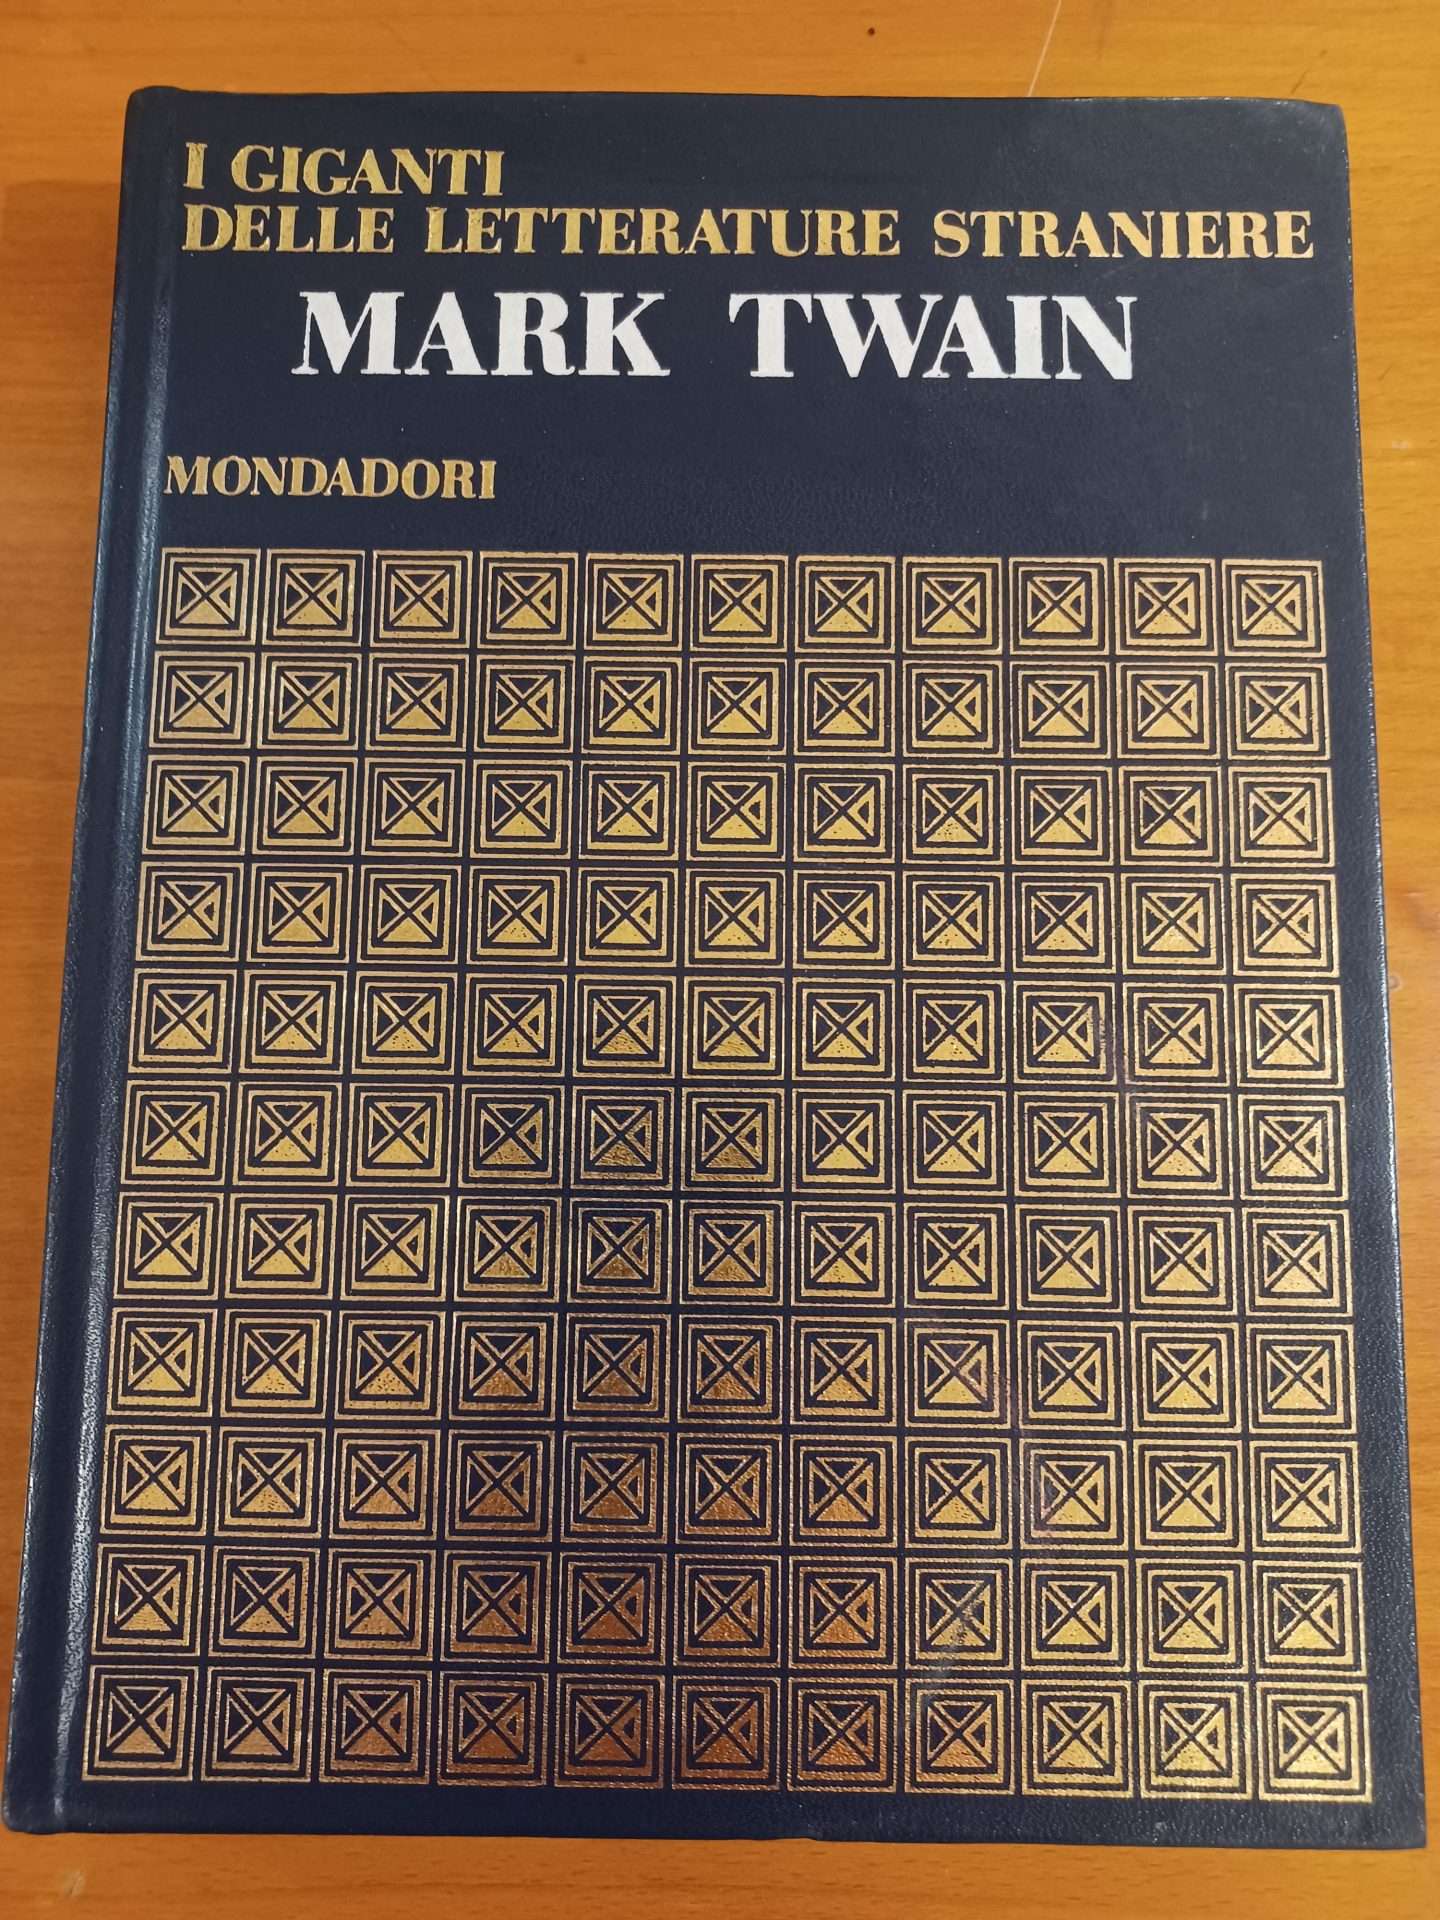 I GIGANTI
DELLE LETTERATURE STRANIERE
MARK TWAIN
MONDADORI